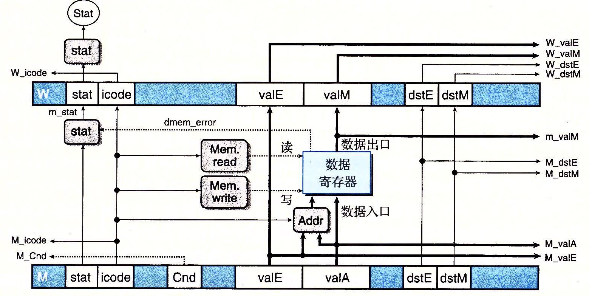 Stat
stat
W_valE
W_valM
W_dstE
W_dstM
W_icode
W stat icode valE valM dstE dstM
m_stat
dmem_error
stat
Mem. read
读
数据出口
m_valM
数据
寄存器
M_dstE
M_dstM
Mem. write
写
Addr
数据入口
M_icode
M_valA
M_Cnd
M_valE
M stat icode Cnd valE valA dstE dstM